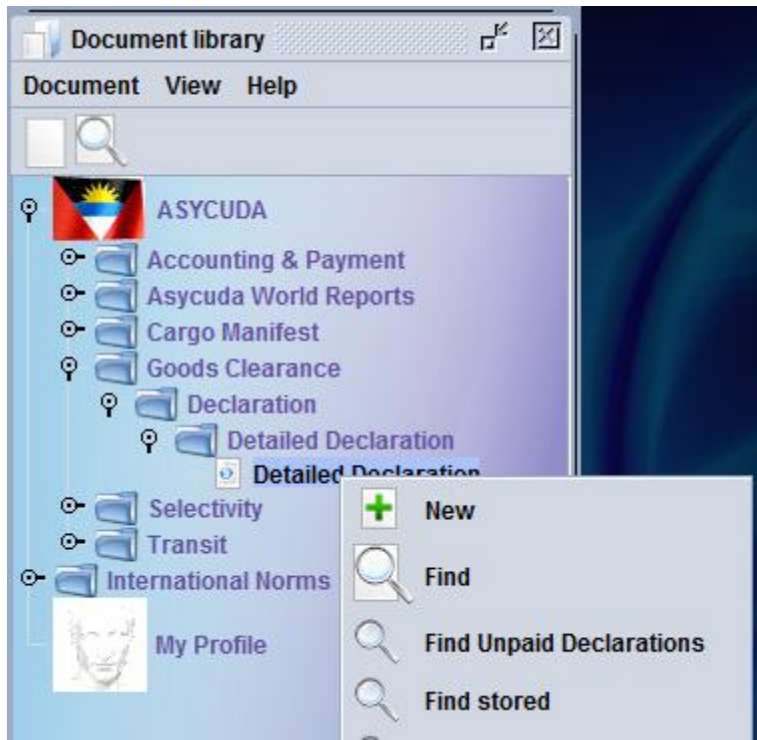 Document library
Document View Help
ASYCUDA
Accounting & Payment
Asycuda World Reports
Cargo Manifest
Goods Clearance
Declaration
Detailed Declaration
Detailed Declaration
Selectivity
Transit
International Norms
My Profile
New
Find
Find Unpaid Declarations
Find stored